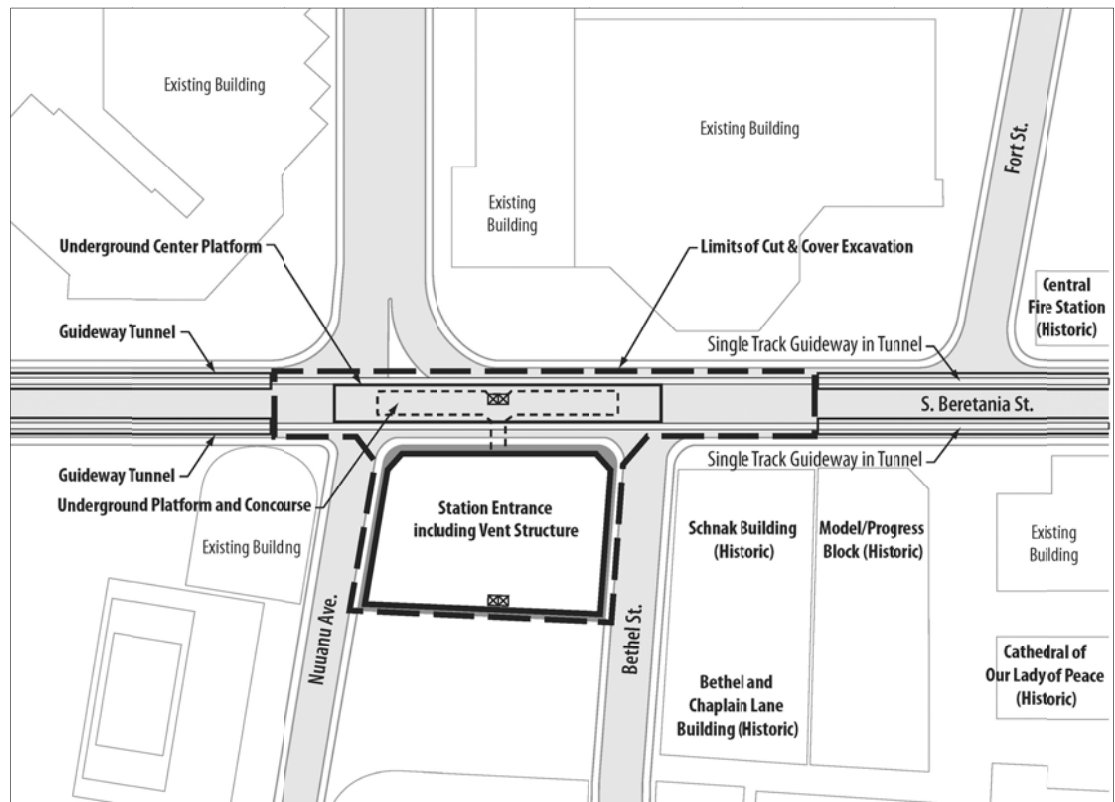 Existing Building
Existing Building
Fort St.
Existing
Building
Underground Center Platform
Limits of Cut & Cover Excavation
Central
Fire Station
(Historic)
Guideway Tunnel
Single Track Guideway in Tunnel
S. Beretania St.
Guideway Tunnel
Single Track Guideway in Tunnel
Underground Platform and Concourse
Station Entrance
including Vent Structure
Schnak Building
(Historic)
Model/Progress
Block (Historic)
Existing
Building
Existing Building
Nuuanu Ave.
Bethel St.
Bethel and
Chaplain Lane
Building (Historic)
Cathedral of
Our Lady of Peace
(Historic)